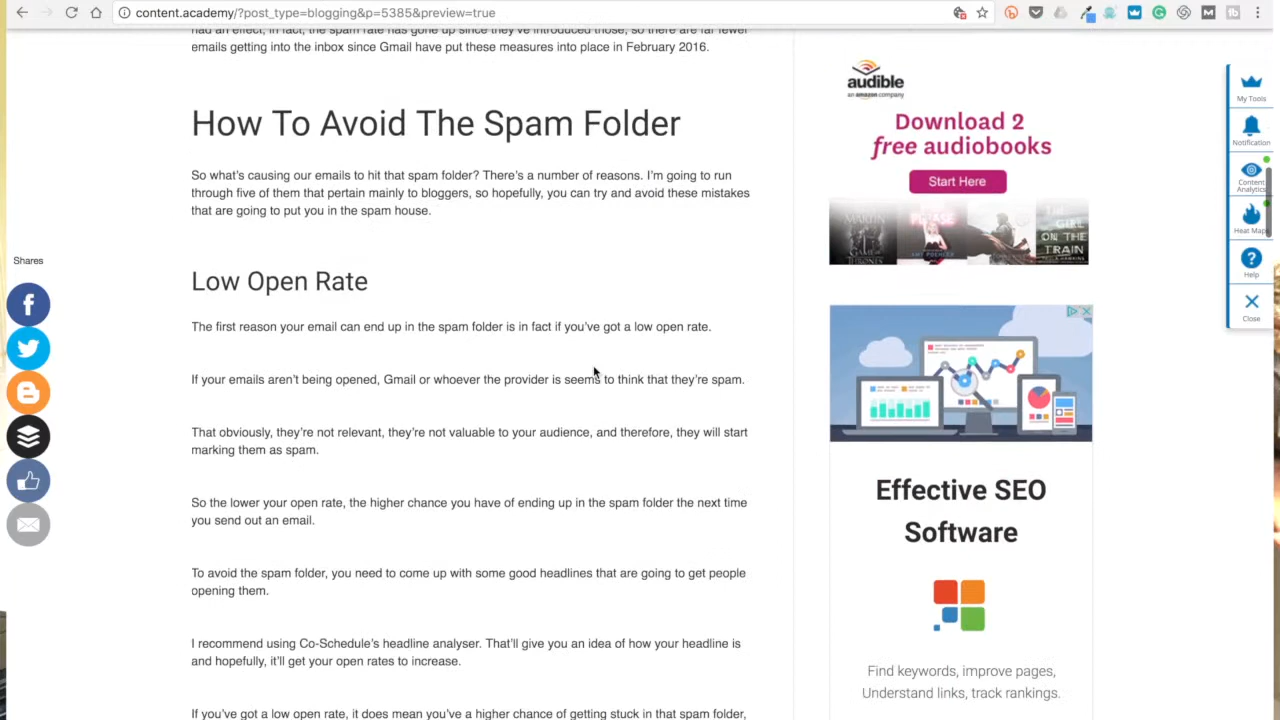 content.academy/?post_type=blogging&p=5385&preview=true
had an effect, in fact, the spam rate has gone up since they've introduced those, so there are far fewer
emails getting into the inbox since Gmail have put these measures into place in February 2016.
How To Avoid The Spam Folder
So what's causing our emails to hit that spam folder? There's a number of reasons. I'm going to run
through five of them that pertain mainly to bloggers, so hopefully, you can try and avoid these mistakes
that are going to put you in the spam house.
Low Open Rate
The first reason your email can end up in the spam folder is in fact if you've got a low open rate.
If your emails aren't being opened, Gmail or whoever the provider is seems to think that they're spam.
That obviously, they're not relevant, they're not valuable to your audience, and therefore, they will start
marking them as spam.
So the lower your open rate, the higher chance you have of ending up in the spam folder the next time
you send out an email.
To avoid the spam folder, you need to come up with some good headlines that are going to get people
opening them.
I recommend using Co-Schedule's headline analyser. That'll give you an idea of how your headline is
and hopefully, it'll get your open rates to increase.
If you've got a low open rate, it does mean you've a higher chance of getting stuck in that spam folder,
Shares
audible
an amazon company
Download 2
free audiobooks
Start Here
MARTIN
GAME OF
THRONES
PLEASE
AMY POEHLER
GIRL
ON THE
TRAIN
Effective SEO
Software
Find keywords, improve pages,
Understand links, track rankings.
My Tools
Notification
Content
Analytics
Heat Map
Help
Close